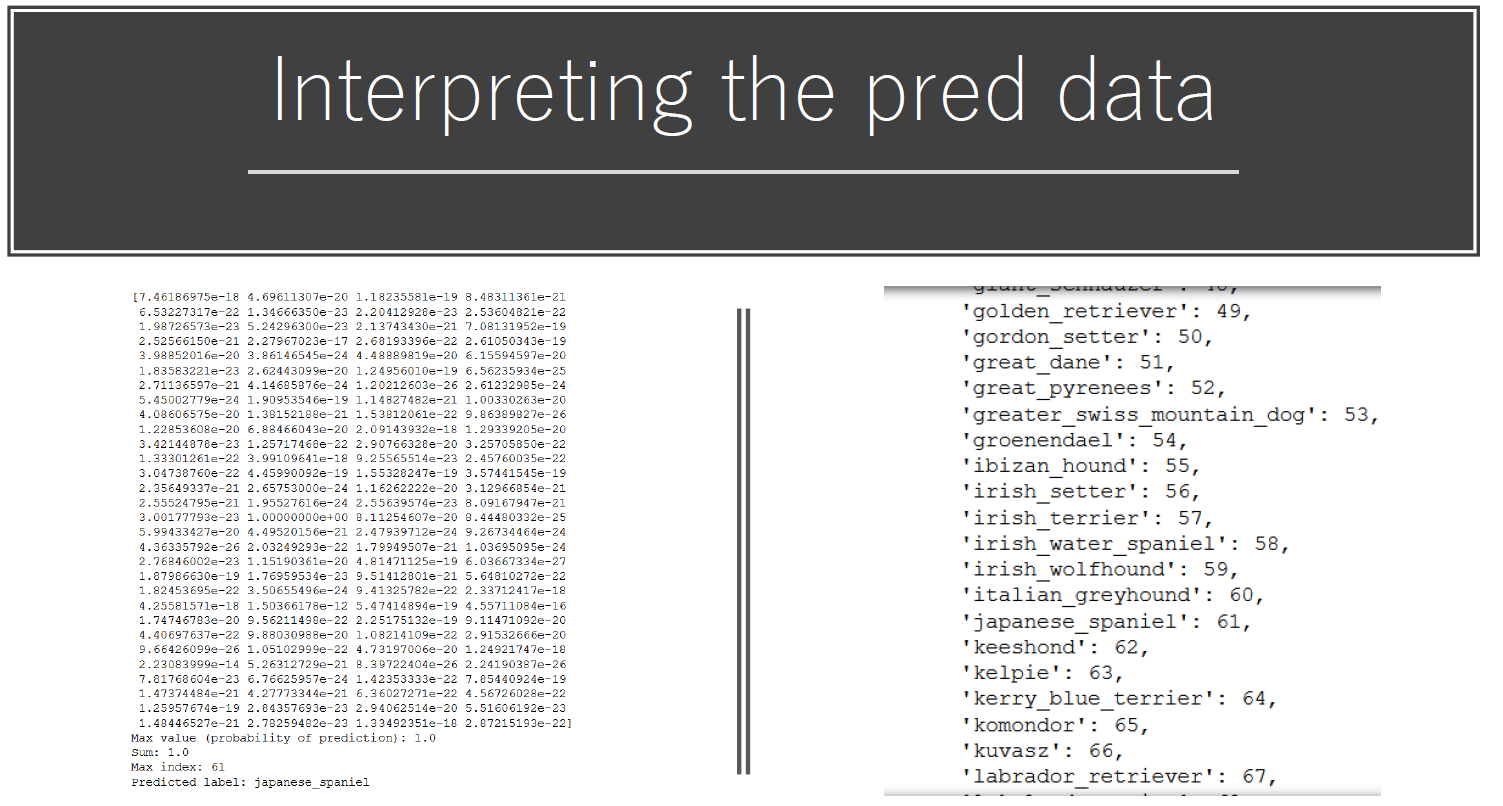 Interpreting the pred data
[7.46186975e-18 4.69611307e-20 1.18235581e-19 8.48311361e-21
6.53227317e-22 1.34666350e-23 2.20412928e-23 2.53604821e-22
1.98726573e-23 5.24296300e-23 2.13743430e-21 7.08131952e-19
2.52566150e-21 2.27967023e-17 2.68193396e-22 2.61050343e-19
3.98852016e-20 3.86146545e-24 4.48889819e-20 6.15594597e-20
1.83583221e-23 2.62443099e-20 1.24956010e-19 6.56235934e-25
2.71136597e-21 4.14685876e-24 1.20212603e-26 2.61232985e-24
5.45002779e-24 1.90953546e-19 1.14827482e-21 1.00330263e-20
4.08606575e-20 1.38152188e-21 1.53812061e-22 9.86389827e-26
1.22853608e-20 6.88466043e-20 2.09143932e-18 1.29339205e-20
3.42144878e-23 1.25717468e-22 2.90766328e-20 3.25705850e-22
1.33301261e-22 3.99109641e-18 9.25565514e-23 2.45760035e-22
3.04738760e-22 4.45990092e-19 1.55328247e-19 3.57441545e-19
2.35649337e-21 2.65753000e-24 1.16262222e-20 3.12966854e-21
2.55524795e-21 1.95527616e-24 2.55639574e-23 8.09167947e-21
3.00177793e-23 1.00000000e+00 8.11254607e-20 8.44480332e-25
5.99433427e-20 4.49520156e-21 2.47939712e-24 9.26734464e-24
4.36335792e-26 2.03249293e-22 1.79949507e-21 1.03695095e-24
2.76846002e-23 1.15190361e-20 4.81471125e-19 6.03667334e-27
1.87986630e-19 1.76959534e-23 9.51412801e-21 5.64810272e-22
1.82453695e-22 3.50655496e-24 9.41325782e-22 2.33712417e-18
4.25581571e-18 1.50366178e-12 5.47414894e-19 4.55711084e-16
1.74746783e-20 9.56211498e-22 2.25175132e-19 9.11471092e-20
4.40697637e-22 9.88030988e-20 1.08214109e-22 2.91532666e-20
9.66426099e-26 1.05102999e-22 4.73197006e-20 1.24921747e-18
2.23083999e-14 5.26312729e-21 8.39722404e-26 2.24190387e-26
7.81768604e-23 6.76625957e-24 1.42353333e-22 7.85440924e-19
1.47374484e-21 4.27773344e-21 6.36027271e-22 4.56726028e-22
1.25957674e-19 2.84357693e-23 2.94062514e-20 5.51606192e-23
1.48446527e-21 2.78259482e-23 1.33492351e-18 2.87215193e-22]
Max value (probability of prediction): 1.0
Sum: 1.0
Max index: 61
Predicted label: japanese_spaniel
'golden_retriever': 49,
'gordon_setter': 50,
'great_dane': 51,
'great_pyrenees': 52,
'greater_swiss_mountain_dog': 53,
'groenendael': 54,
'ibizan_hound': 55,
'irish_setter': 56,
'irish_terrier': 57,
'irish_water_spaniel': 58,
'irish_wolfhound': 59,
'italian_greyhound': 60,
'japanese_spaniel': 61,
'keeshond': 62,
'kelpie': 63,
'kerry_blue_terrier': 64,
'komondor': 65,
'kuvasz': 66,
'labrador_retriever': 67,